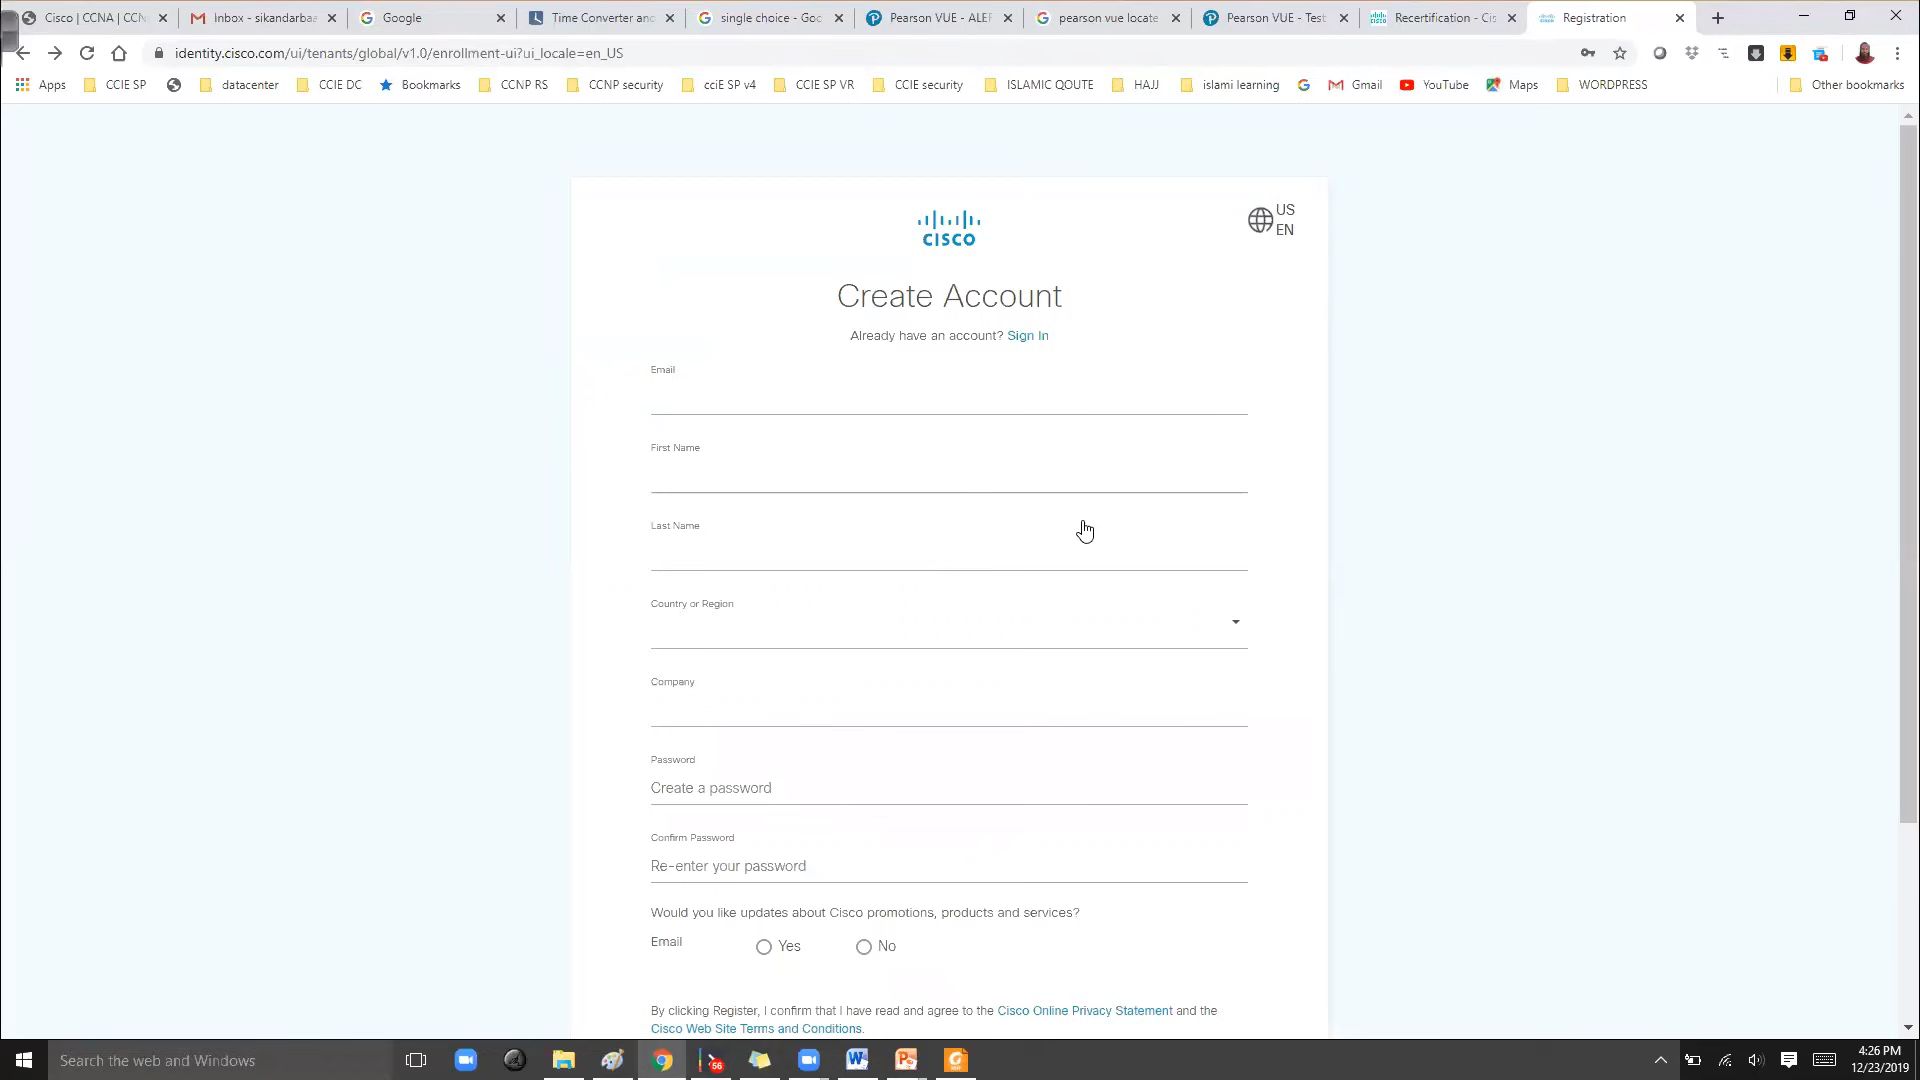 Cisco | CCNA | CCN
Inbox - sikandarbaa
Google
Time Converter and
single choice - Goo
Pearson VUE - ALEF
pearson vue locate
Pearson VUE - Test
Recertification - Cis
Registration
identity.cisco.com/ui/tenants/global/v1.0/enrollment-ui?ui_locale=en_US
Apps
CCIE SP
datacenter
CCIE DC
Bookmarks
CCNP RS
CCNP security
cciE SP v4
CCIE SP VR
CCIE security
ISLAMIC QOUTE
HAJJ
islami learning
Gmail
YouTube
Maps
WORDPRESS
Other bookmarks
CISCO
US
EN
Create Account
Already have an account? Sign In
Email
First Name
Last Name
Country or Region
Company
Password
Create a password
Confirm Password
Re-enter your password
Would you like updates about Cisco promotions, products and services?
Email
Yes
No
By clicking Register, I confirm that I have read and agree to the Cisco Online Privacy Statement and the
Cisco Web Site Terms and Conditions.
Search the web and Windows
56
4:26 PM
12/23/2019